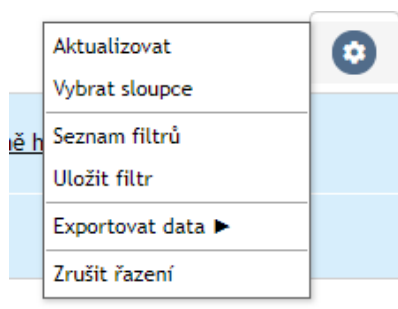 Aktualizovat
Vybrat sloupce
ě h
Seznam filtrů
Uložit filtr
Exportovat data ►
Zrušit řazení